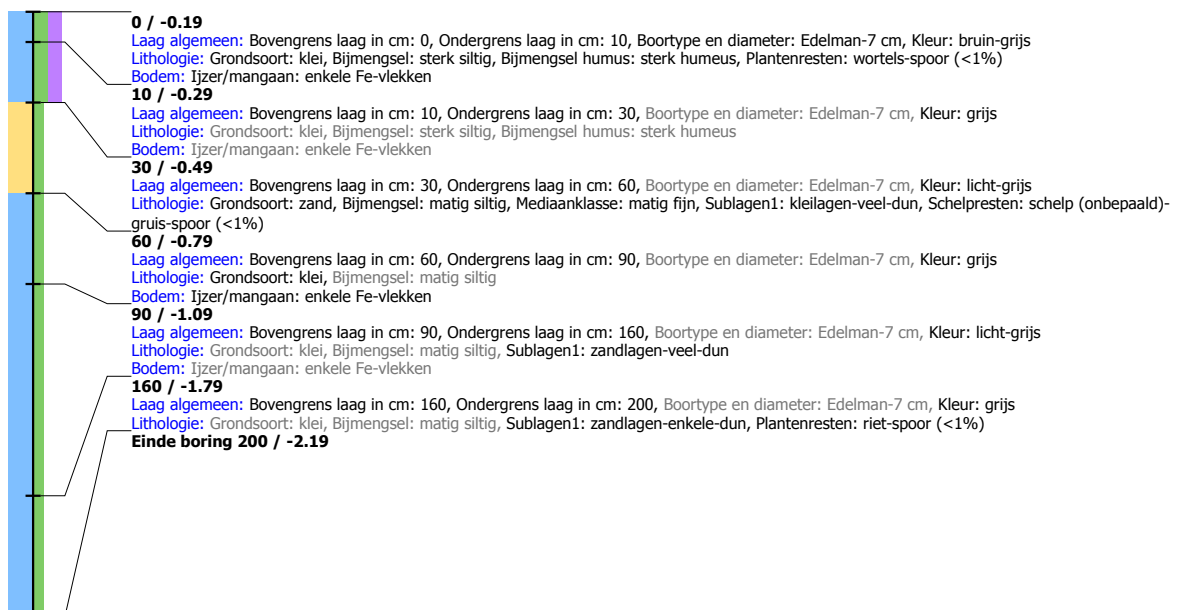 0 / -0.19
Laag algemeen: Bovengrens laag in cm: 0, Ondergrens laag in cm: 10, Boortype en diameter: Edelman-7 cm, Kleur: bruin-grijs
Lithologie: Grondsoort: klei, Bijmengsel: sterk siltig, Bijmengsel humus: sterk humeus, Plantenresten: wortels-spoor (<1%)
Bodem: Ijzer/mangaan: enkele Fe-vlekken
10 / -0.29
Laag algemeen: Bovengrens laag in cm: 10, Ondergrens laag in cm: 30, Boortype en diameter: Edelman-7 cm, Kleur: grijs
Lithologie: Grondsoort: klei, Bijmengsel: sterk siltig, Bijmengsel humus: sterk humeus
Bodem: Ijzer/mangaan: enkele Fe-vlekken
30 / -0.49
Laag algemeen: Bovengrens laag in cm: 30, Ondergrens laag in cm: 60, Boortype en diameter: Edelman-7 cm, Kleur: licht-grijs
Lithologie: Grondsoort: zand, Bijmengsel: matig siltig, Mediaanklasse: matig fijn, Sublagen1: kleilagen-veel-dun, Schelpresten: schelp (onbepaald)-
gruis-spoor (<1%)
60 / -0.79
Laag algemeen: Bovengrens laag in cm: 60, Ondergrens laag in cm: 90, Boortype en diameter: Edelman-7 cm, Kleur: grijs
Lithologie: Grondsoort: klei, Bijmengsel: matig siltig
Bodem: Ijzer/mangaan: enkele Fe-vlekken
90 / -1.09
Laag algemeen: Bovengrens laag in cm: 90, Ondergrens laag in cm: 160, Boortype en diameter: Edelman-7 cm, Kleur: licht-grijs
Lithologie: Grondsoort: klei, Bijmengsel: matig siltig, Sublagen1: zandlagen-veel-dun
Bodem: Ijzer/mangaan: enkele Fe-vlekken
160 / -1.79
Laag algemeen: Bovengrens laag in cm: 160, Ondergrens laag in cm: 200, Boortype en diameter: Edelman-7 cm, Kleur: grijs
Lithologie: Grondsoort: klei, Bijmengsel: matig siltig, Sublagen1: zandlagen-enkele-dun, Plantenresten: riet-spoor (<1%)
Einde boring 200 / -2.19